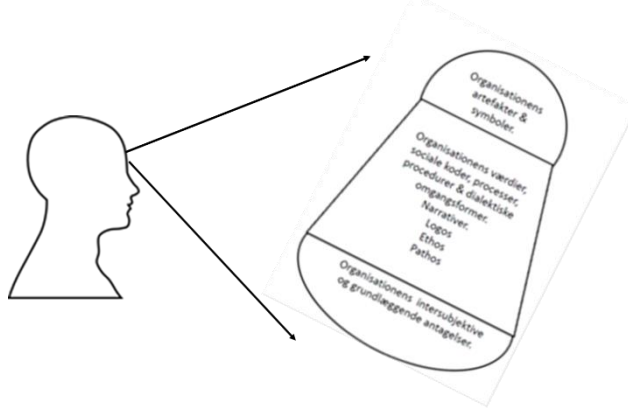 Organisationens
artefakter &
symboler.
Organisationens værdier,
sociale koder, processer,
procedurer & dialektiske
omgangsformer.
Narrativer.
Logos
Ethos
Pathos
Organisationens intersubjektive
og grundlæggende antagelser.